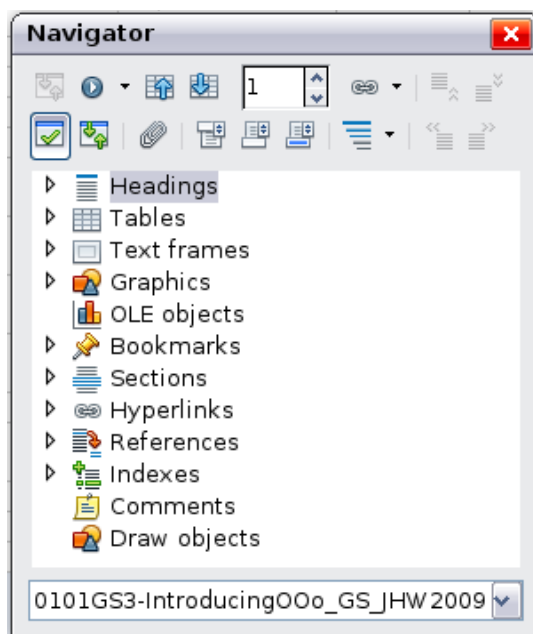 Navigator
1
Headings
Tables
Text frames
Graphics
OLE objects
Bookmarks
Sections
Hyperlinks
References
Indexes
Comments
Draw objects
0101GS3-IntroducingOOo_GS_JHW2009